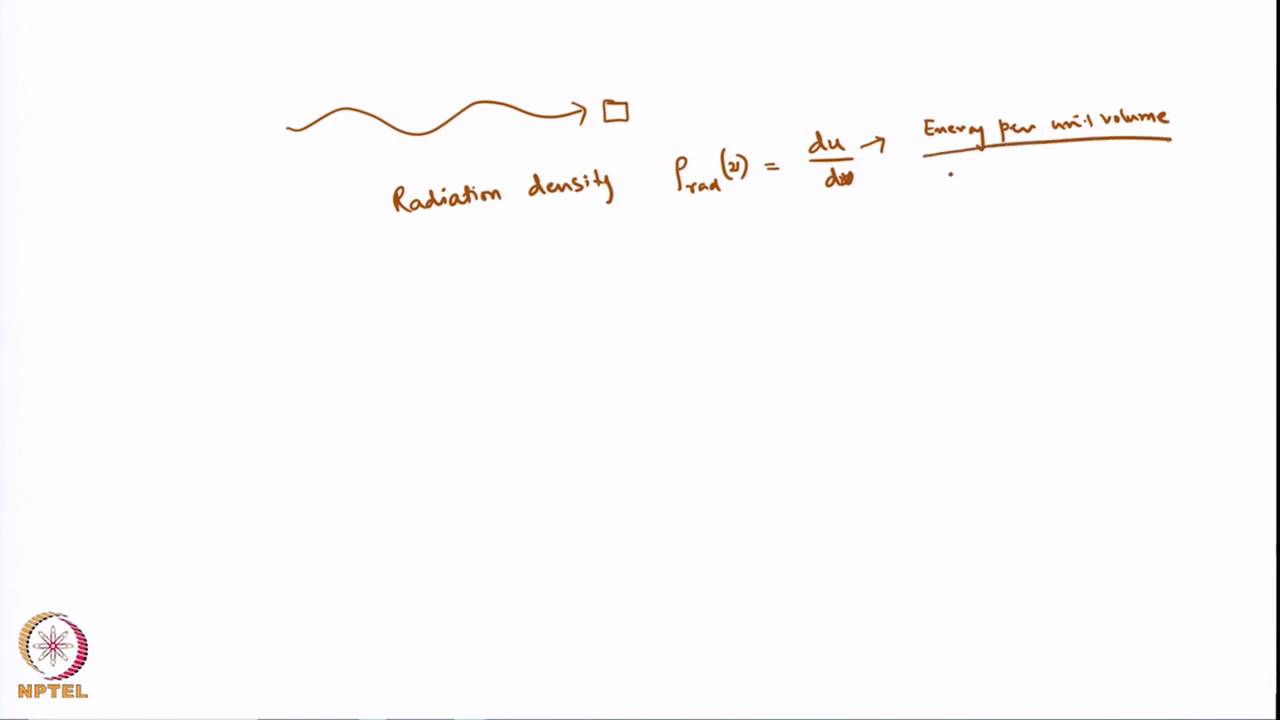 Energy per unit volume
Radiation density ρrad(ν) = du/dν →
NPTEL